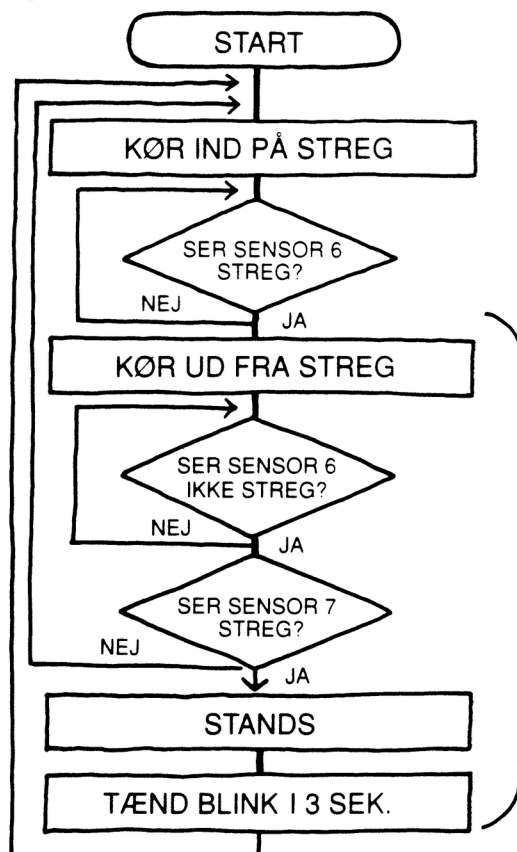 START
KØR IND PÅ STREG
SER SENSOR 6
STREG?
NEJ
JA
KØR UD FRA STREG
SER SENSOR 6
IKKE STREG?
NEJ
JA
SER SENSOR 7
STREG?
NEJ
JA
STANDS
TÆND BLINK I 3 SEK.